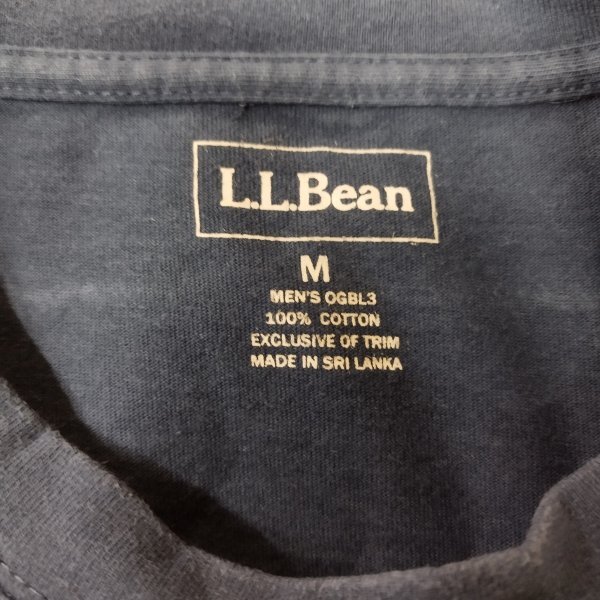 L.L.Bean
M
MEN'S OGBL3
100% COTTON
EXCLUSIVE OF TRIM
MADE IN SRI LANKA